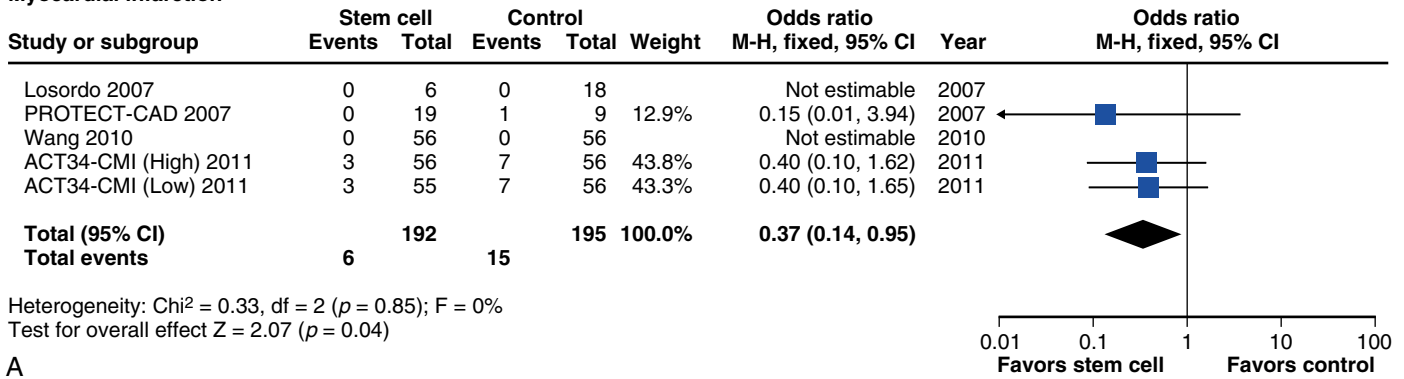 Myocardial infarction
Stem cell Control Odds ratio Odds ratio
Study or subgroup Events Total Events Total Weight M-H, fixed, 95% CI Year M-H, fixed, 95% CI
Losordo 2007 0 6 0 18 Not estimable 2007
PROTECT-CAD 2007 0 19 1 9 12.9% 0.15 (0.01, 3.94) 2007
Wang 2010 0 56 0 56 Not estimable 2010
ACT34-CMI (High) 2011 3 56 7 56 43.8% 0.40 (0.10, 1.62) 2011
ACT34-CMI (Low) 2011 3 55 7 56 43.3% 0.40 (0.10, 1.65) 2011
Total (95% CI) 192 195 100.0% 0.37 (0.14, 0.95)
Total events 6 15
Heterogeneity: Chi² = 0.33, df = 2 (p = 0.85); F = 0%
Test for overall effect Z = 2.07 (p = 0.04)
0.01 0.1 1 10 100
Favors stem cell Favors control
A